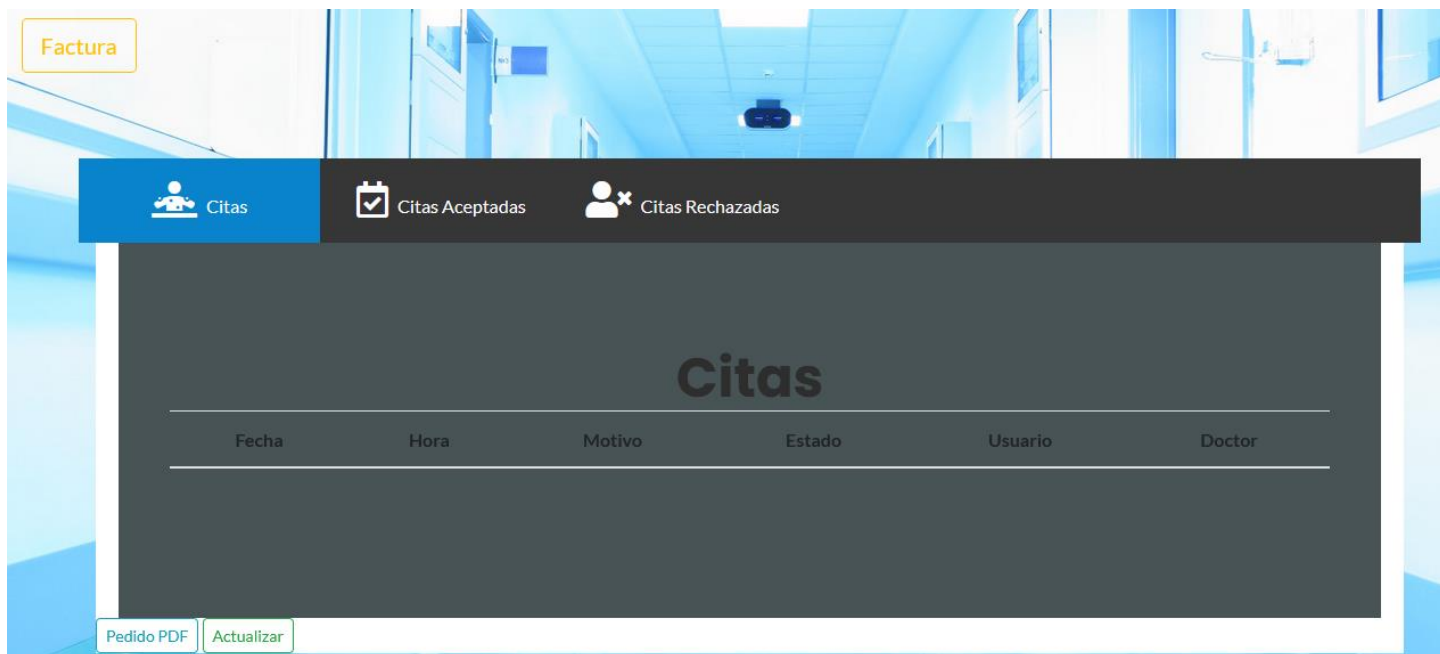 Factura
Citas
Citas Aceptadas
Citas Rechazadas
Citas
Fecha Hora Motivo Estado Usuario Doctor
Pedido PDF Actualizar